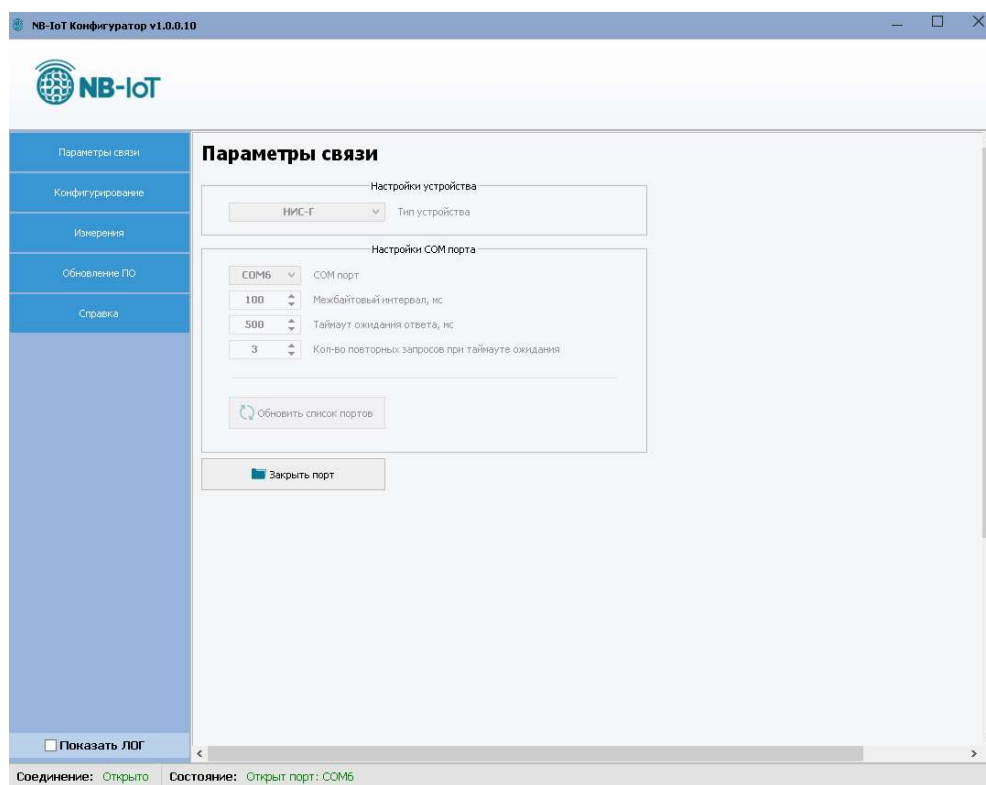 NB-IoT Конфигуратор v1.0.0.10
NB-IoT
Параметры связи
Конфигурирование
Измерения
Обновление ПО
Справка
Параметры связи
Настройки устройства
НИС-Г Тип устройства
Настройки COM порта
COM6 COM порт
100 Межбайтовый интервал, мс
500 Таймаут ожидания ответа, мс
3 Кол-во повторных запросов при таймауте ожидания
Обновить список портов
Закрыть порт
Показать ЛОГ
Соединение: Открыто Состояние: Открыт порт: COM6